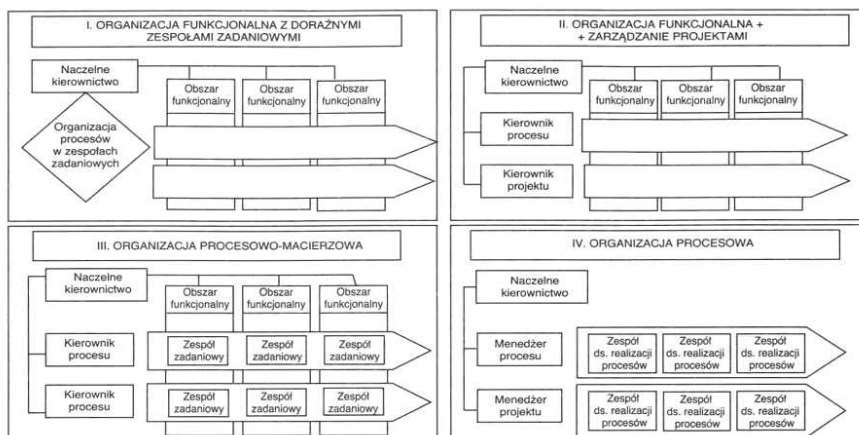 I. ORGANIZACJA FUNKCJONALNA Z DORAŹNYMI
ZESPOŁAMI ZADANIOWYMI
Naczelne
kierownictwo
Obszar
funkcjonalny
Obszar
funkcjonalny
Obszar
funkcjonalny
Organizacja
procesów
w zespołach
zadaniowych
II. ORGANIZACJA FUNKCJONALNA +
+ ZARZĄDZANIE PROJEKTAMI
Naczelne
kierownictwo
Obszar
funkcjonalny
Obszar
funkcjonalny
Obszar
funkcjonalny
Kierownik
procesu
Kierownik
projektu
III. ORGANIZACJA PROCESOWO-MACIERZOWA
Naczelne
kierownictwo
Obszar
funkcjonalny
Obszar
funkcjonalny
Obszar
funkcjonalny
Kierownik
procesu
Zespół
zadaniowy
Zespół
zadaniowy
Zespół
zadaniowy
Kierownik
procesu
Zespół
zadaniowy
Zespół
zadaniowy
Zespół
zadaniowy
IV. ORGANIZACJA PROCESOWA
Naczelne
kierownictwo
Menedżer
procesu
Zespół
ds. realizacji
procesów
Zespół
ds. realizacji
procesów
Zespół
ds. realizacji
procesów
Menedżer
projektu
Zespół
ds. realizacji
procesów
Zespół
ds. realizacji
procesów
Zespół
ds. realizacji
procesów